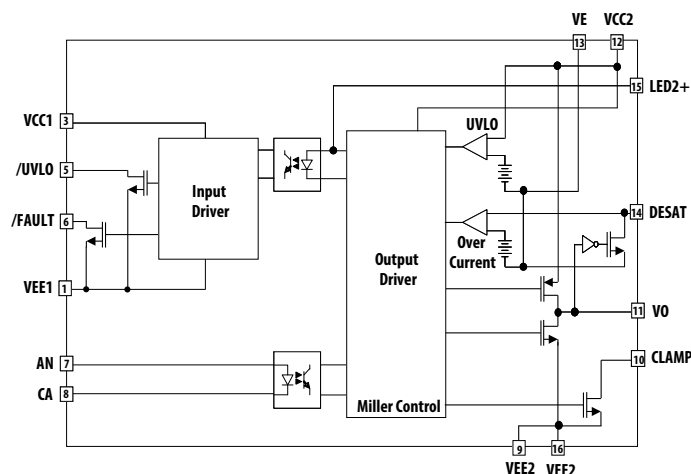 VE
VCC2
13
12
15
LED2+
VCC1
3
UVLO
/UVLO
5
Input
Driver
14
DESAT
/FAULT
6
Over
Current
Output
Driver
VEE1
1
11
VO
AN
7
10
CLAMP
CA
8
Miller Control
9
16
VEE2
VEE2